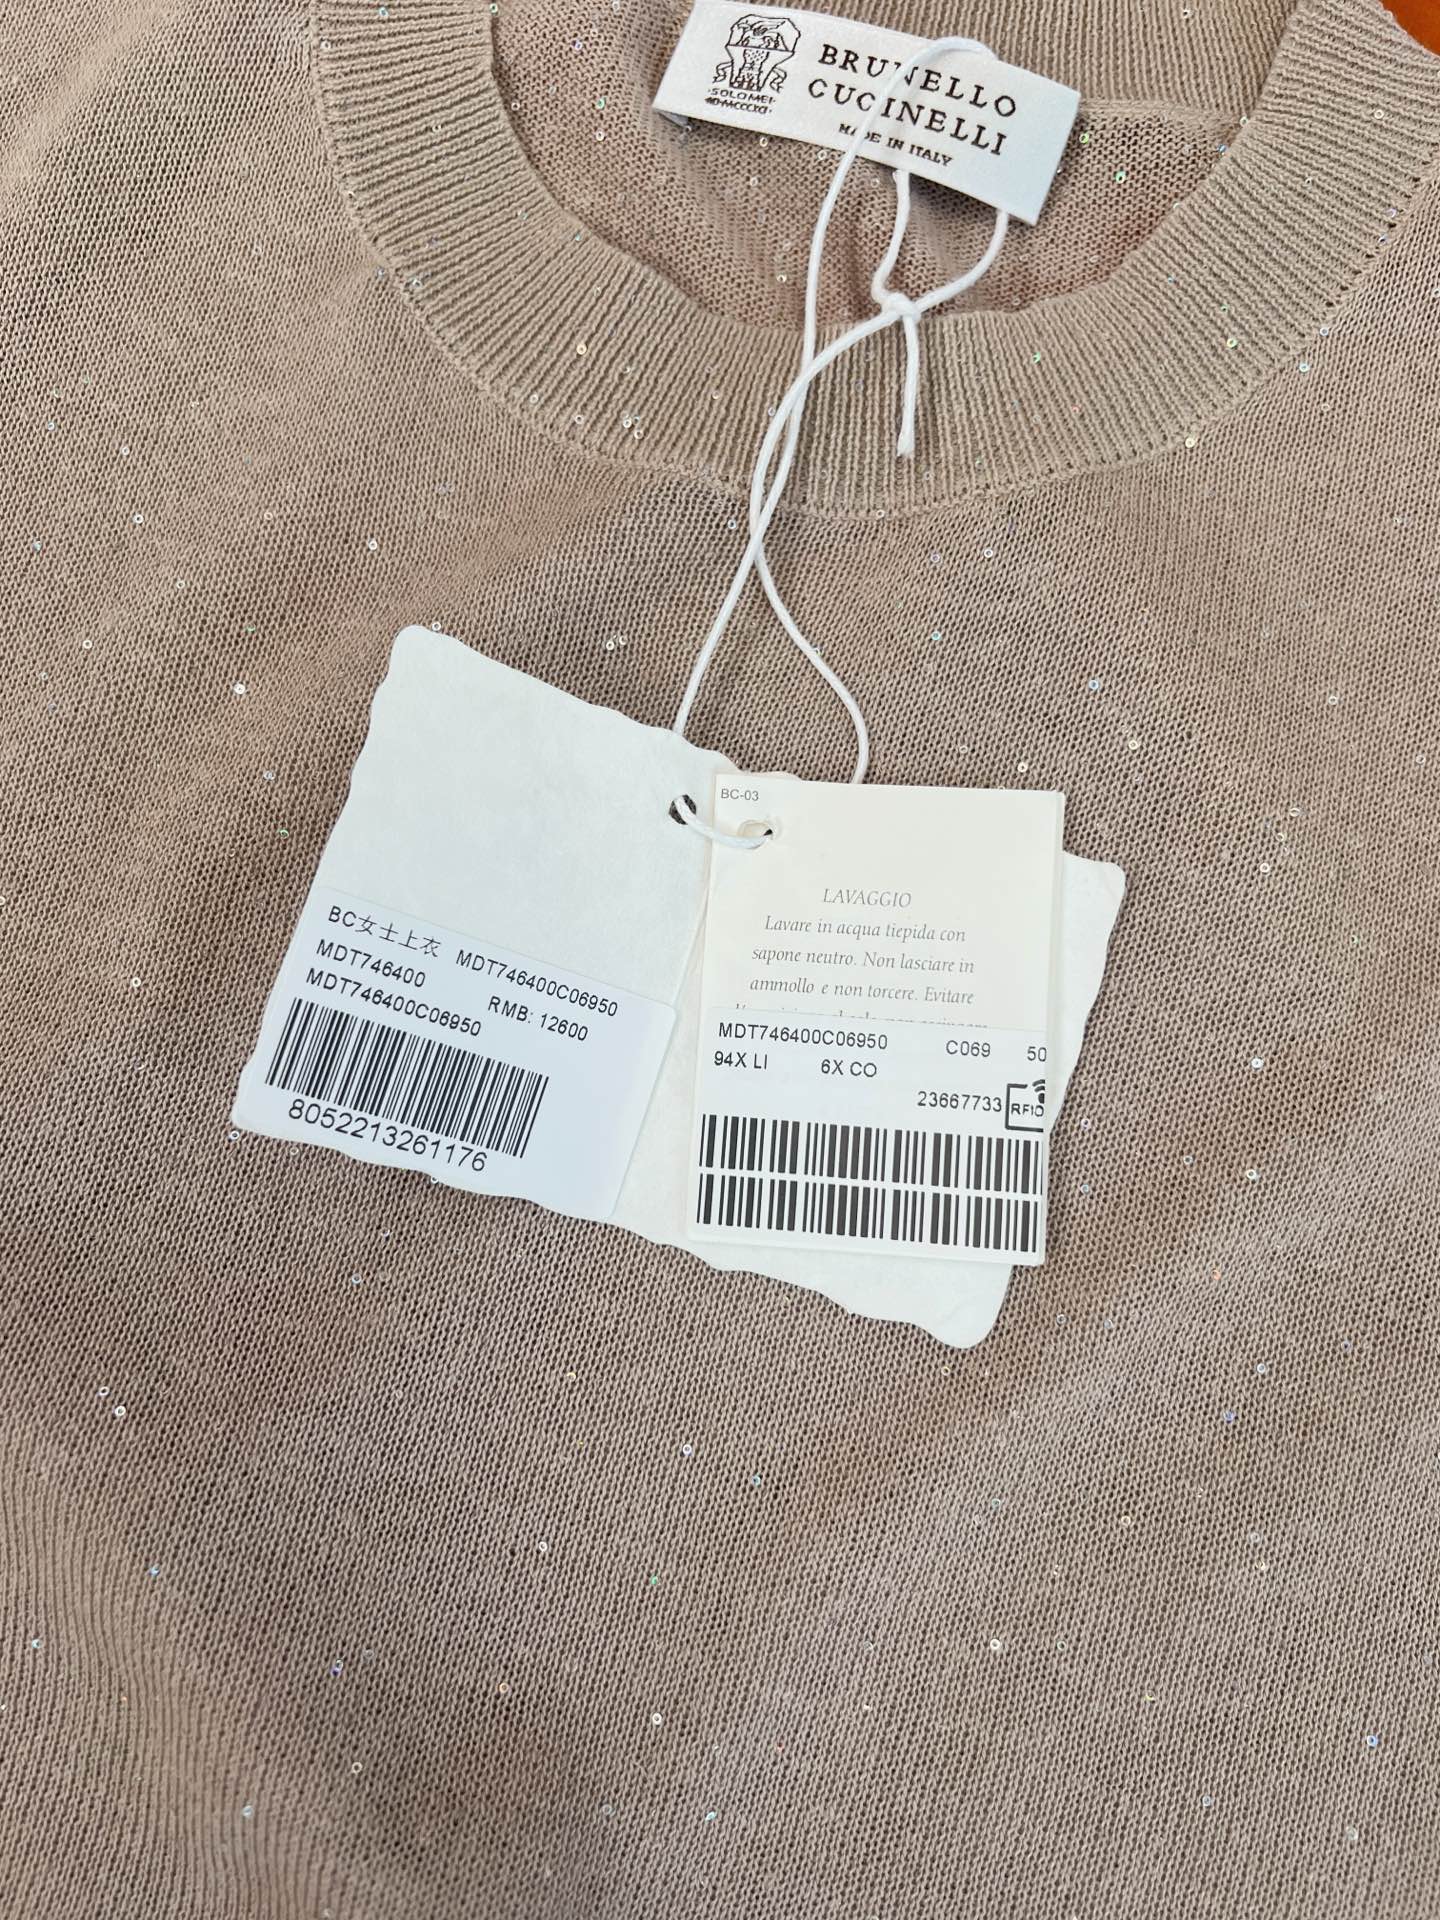 BRUNELLO
CUCINELLI
MADE IN ITALY
·SOLOMEI·
BC-03
LAVAGGIO
Lavare in acqua tiepida con
sapone neutro. Non lasciare in
ammollo e non torcere. Evitare
BC女士上衣 MDT746400C06950
MDT746400 RMB: 12600
MDT746400C06950
8052213261176
MDT746400C06950 C069 50
94X LI 6X CO
23667733 RFID